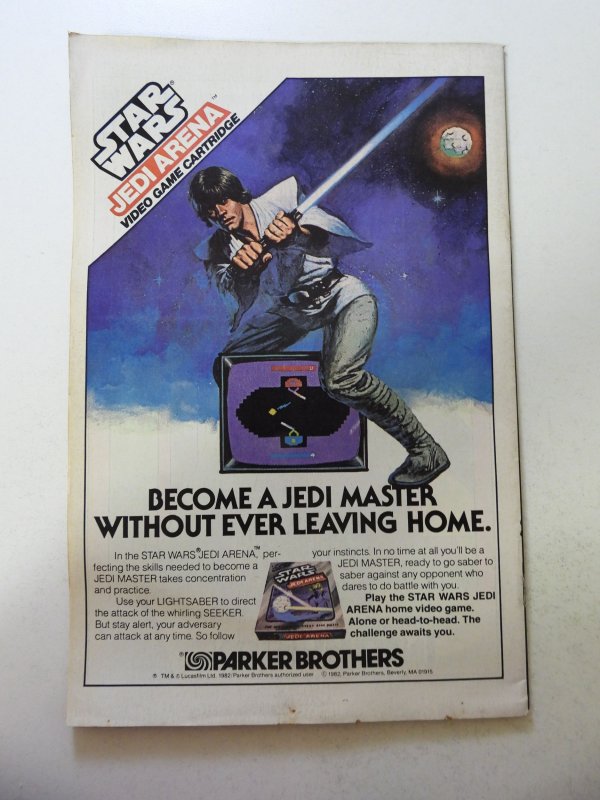 STAR
WARS®
JEDI ARENA™
VIDEO GAME CARTRIDGE
BECOME A JEDI MASTER
WITHOUT EVER LEAVING HOME.
In the STAR WARS® JEDI ARENA,™ per-
fecting the skills needed to become a
JEDI MASTER takes concentration
and practice.
Use your LIGHTSABER to direct
the attack of the whirling SEEKER.
But stay alert, your adversary
can attack at any time. So follow
your instincts. In no time at all you'll be a
JEDI MASTER, ready to go saber to
saber against any opponent who
dares to do battle with you.
Play the STAR WARS JEDI
ARENA home video game.
Alone or head-to-head. The
challenge awaits you.
STAR
WARS
JEDI ARENA
JEDI ARENA
PARKER BROTHERS
® TM & © Lucasfilm Ltd. 1982/Parker Brothers authorized user © 1982, Parker Brothers, Beverly, MA 01915